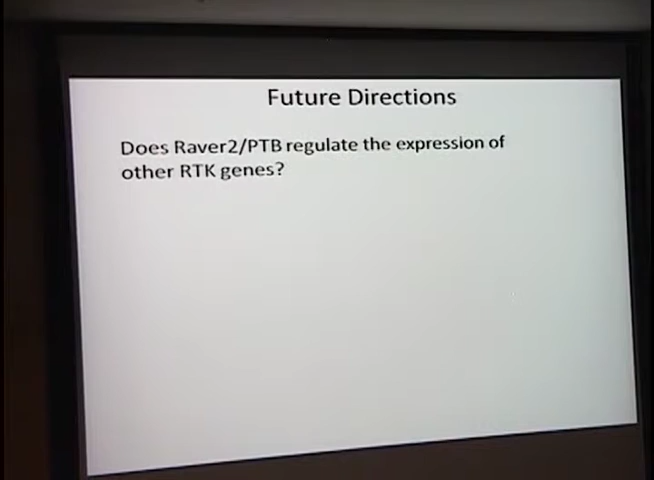 Future Directions
Does Raver2/PTB regulate the expression of
other RTK genes?